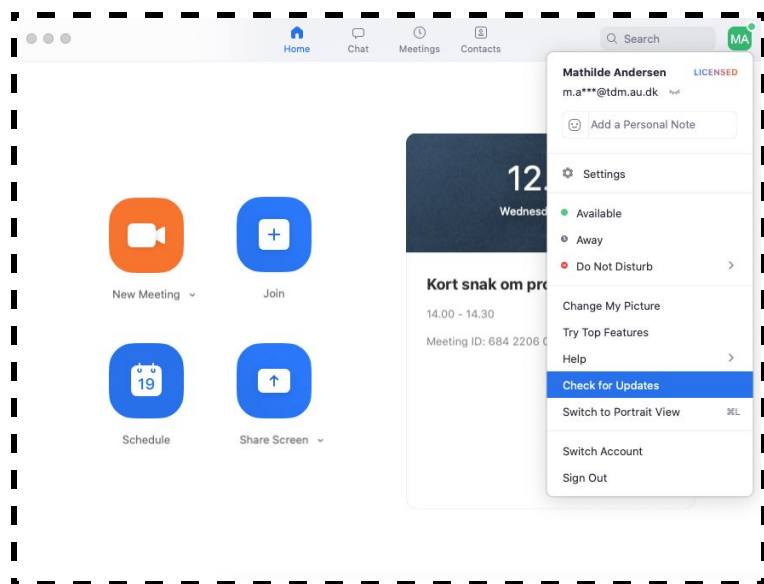 Home
Chat
Meetings
Contacts
Search
MA
Mathilde Andersen LICENSED
m.a***@tdm.au.dk
Add a Personal Note
Settings
Available
Away
Do Not Disturb
Change My Picture
Try Top Features
Help
Check for Updates
Switch to Portrait View ⌘L
Switch Account
Sign Out
New Meeting
Join
19
Schedule
Share Screen
12.
Kort snak om
14.00 - 14.30
Meeting ID: 684 2206